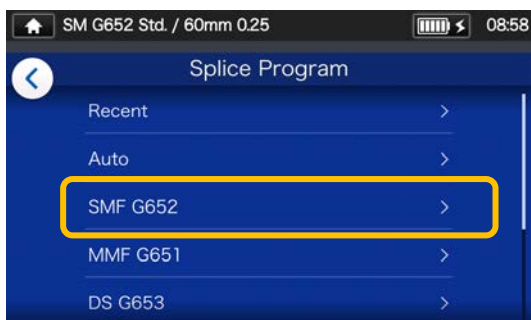 SM G652 Std. / 60mm 0.25 08:58
Splice Program
Recent
Auto
SMF G652
MMF G651
DS G653